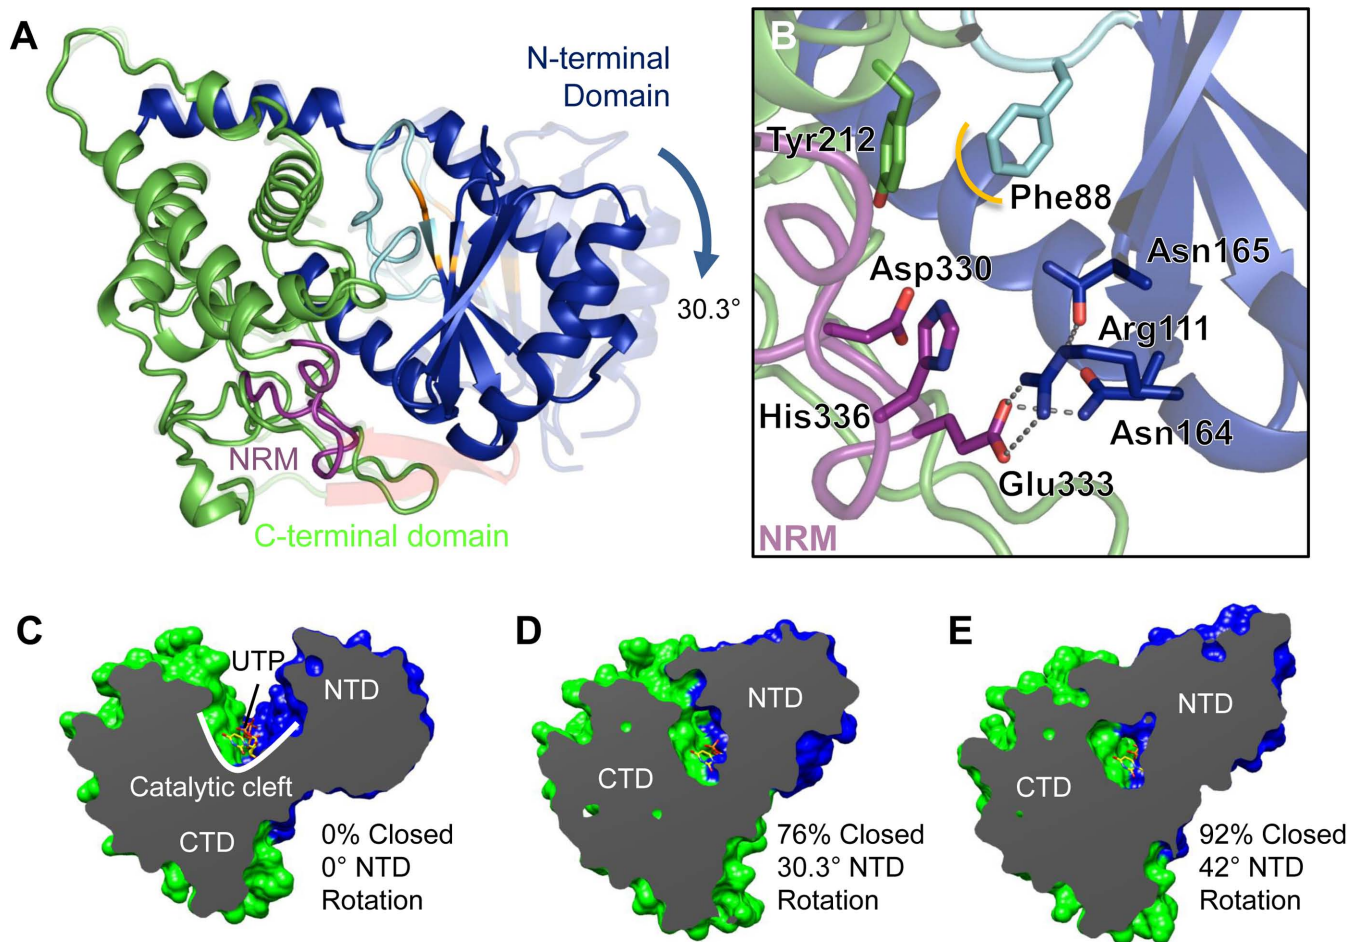 A
N-terminal
Domain
30.3°
NRM
C-terminal domain
B
Tyr212
Phe88
Asn165
Asp330
Arg111
His336
Asn164
Glu333
NRM
C
UTP
NTD
Catalytic cleft
CTD
0% Closed
0° NTD
Rotation
D
NTD
CTD
76% Closed
30.3° NTD
Rotation
E
NTD
CTD
92% Closed
42° NTD
Rotation